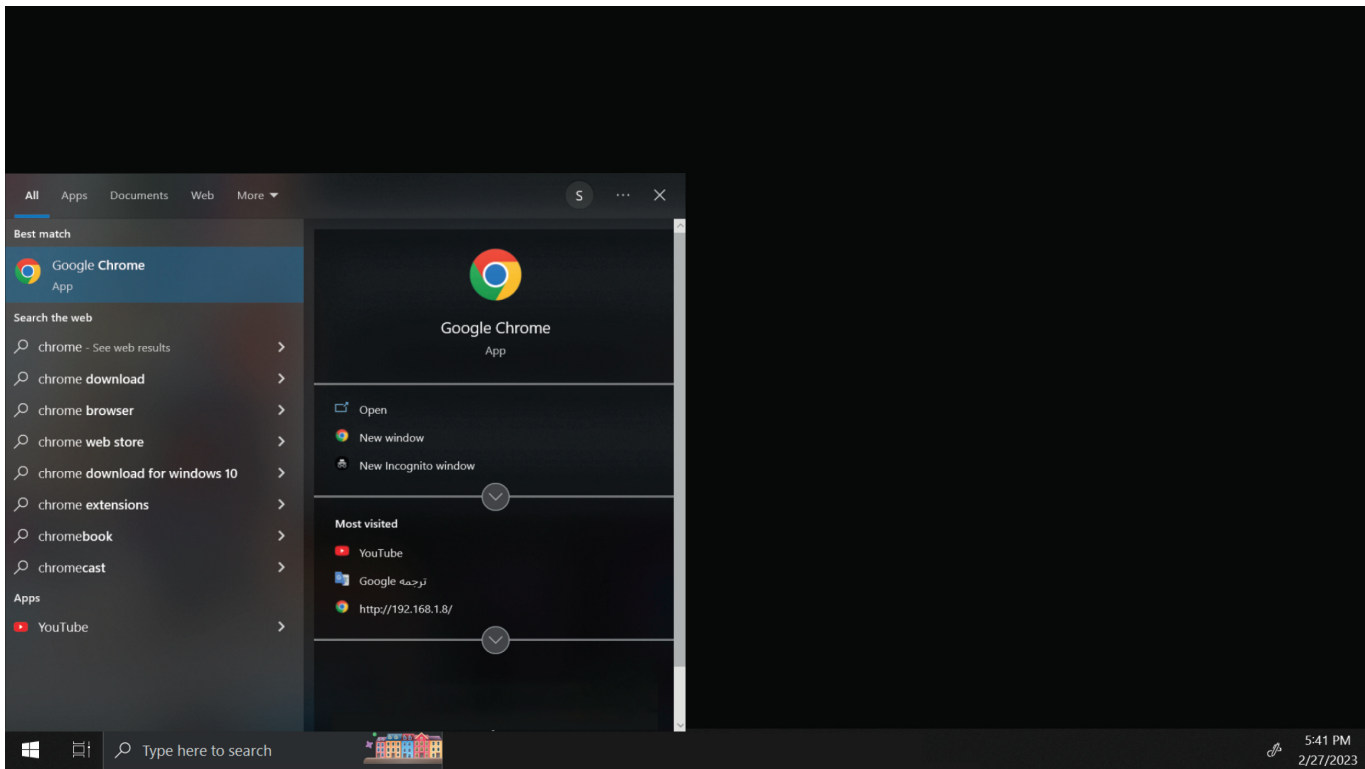 All Apps Documents Web More S ...
Best match
Google Chrome
App
Search the web
chrome - See web results
chrome download
chrome browser
chrome web store
chrome download for windows 10
chrome extensions
chromebook
chromecast
Apps
YouTube
Google Chrome
App
Open
New window
New Incognito window
Most visited
YouTube
ترجمه Google
http://192.168.1.8/
Type here to search
5:41 PM
2/27/2023